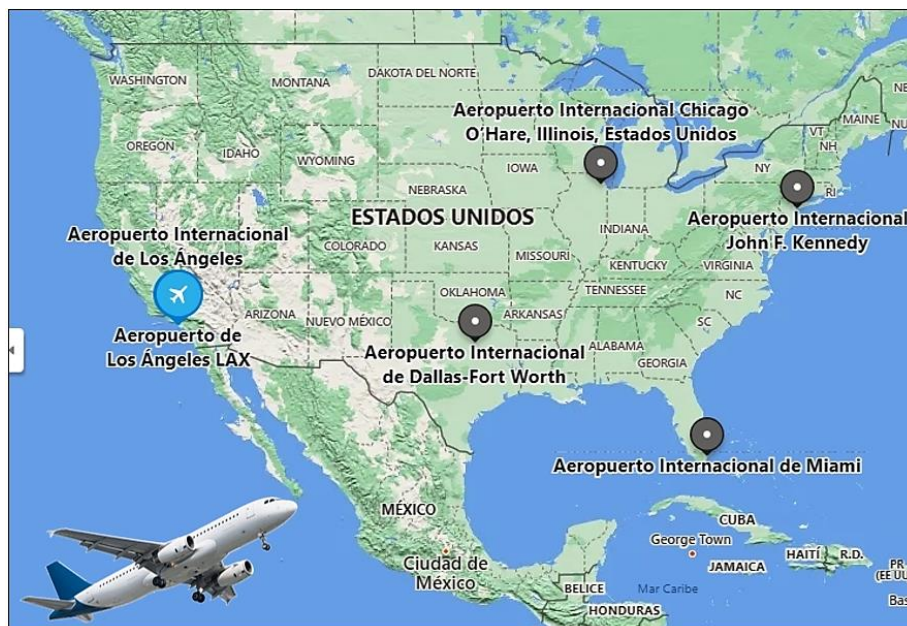 WASHINGTON
MONTANA
DAKOTA DEL NORTE
MAINE
VT
NH
Aeropuerto Internacional Chicago
O´Hare, Illinois, Estados Unidos
OREGON
IDAHO
WYOMING
IOWA
NY
RI
NEBRASKA
ESTADOS UNIDOS
Aeropuerto Internacional
John F. Kennedy
INDIANA
Aeropuerto Internacional
de Los Ángeles
COLORADO
KANSAS
MISSOURI
KENTUCKY
VIRGINIA
OKLAHOMA
TENNESSEE
NC
ARIZONA
NUEVO MÉXICO
ARKANSAS
SC
Aeropuerto de
Los Ángeles LAX
Aeropuerto Internacional
de Dallas-Fort Worth
ALABAMA
GEORGIA
Aeropuerto Internacional de Miami
MÉXICO
CUBA
George Town
Ciudad de
México
JAMAICA
HAITÍ
R.D.
PR
BELICE
Mar Caribe
HONDURAS